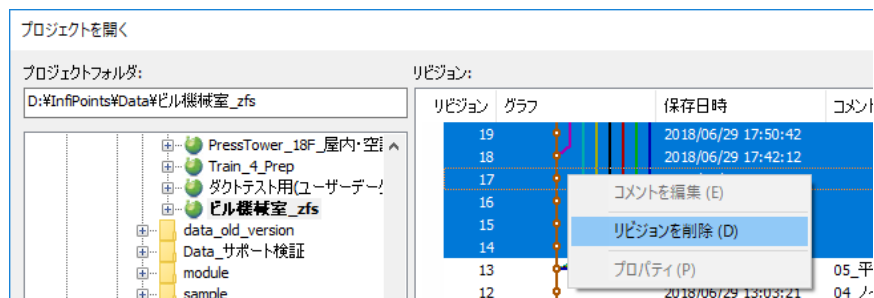 プロジェクトを開く
プロジェクトフォルダ:
リビジョン:
D:¥InfiPoints¥Data¥ビル機械室_zfs
リビジョン グラフ 保存日時 コメント
PressTower_18F_屋内・空
Train_4_Prep
ダクトテスト用(ユーザーデー
ビル機械室_zfs
data_old_version
Data_サポート検証
module
sample
19 2018/06/29 17:50:42
18 2018/06/29 17:42:12
17
16
15
14
13 05_平
12 2018/06/29 13:03:21 04_ノ
コメントを編集 (E)
リビジョンを削除 (D)
プロパティ (P)